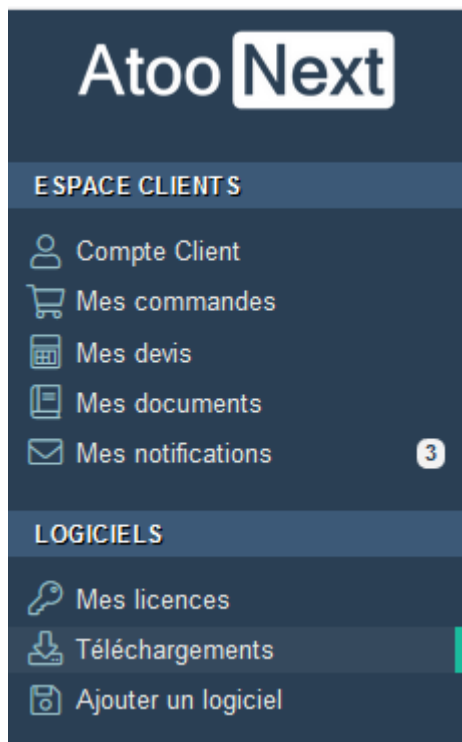 Atoo Next
ESPACE CLIENTS
Compte Client
Mes commandes
Mes devis
Mes documents
Mes notifications 3
LOGICIELS
Mes licences
Téléchargements
Ajouter un logiciel